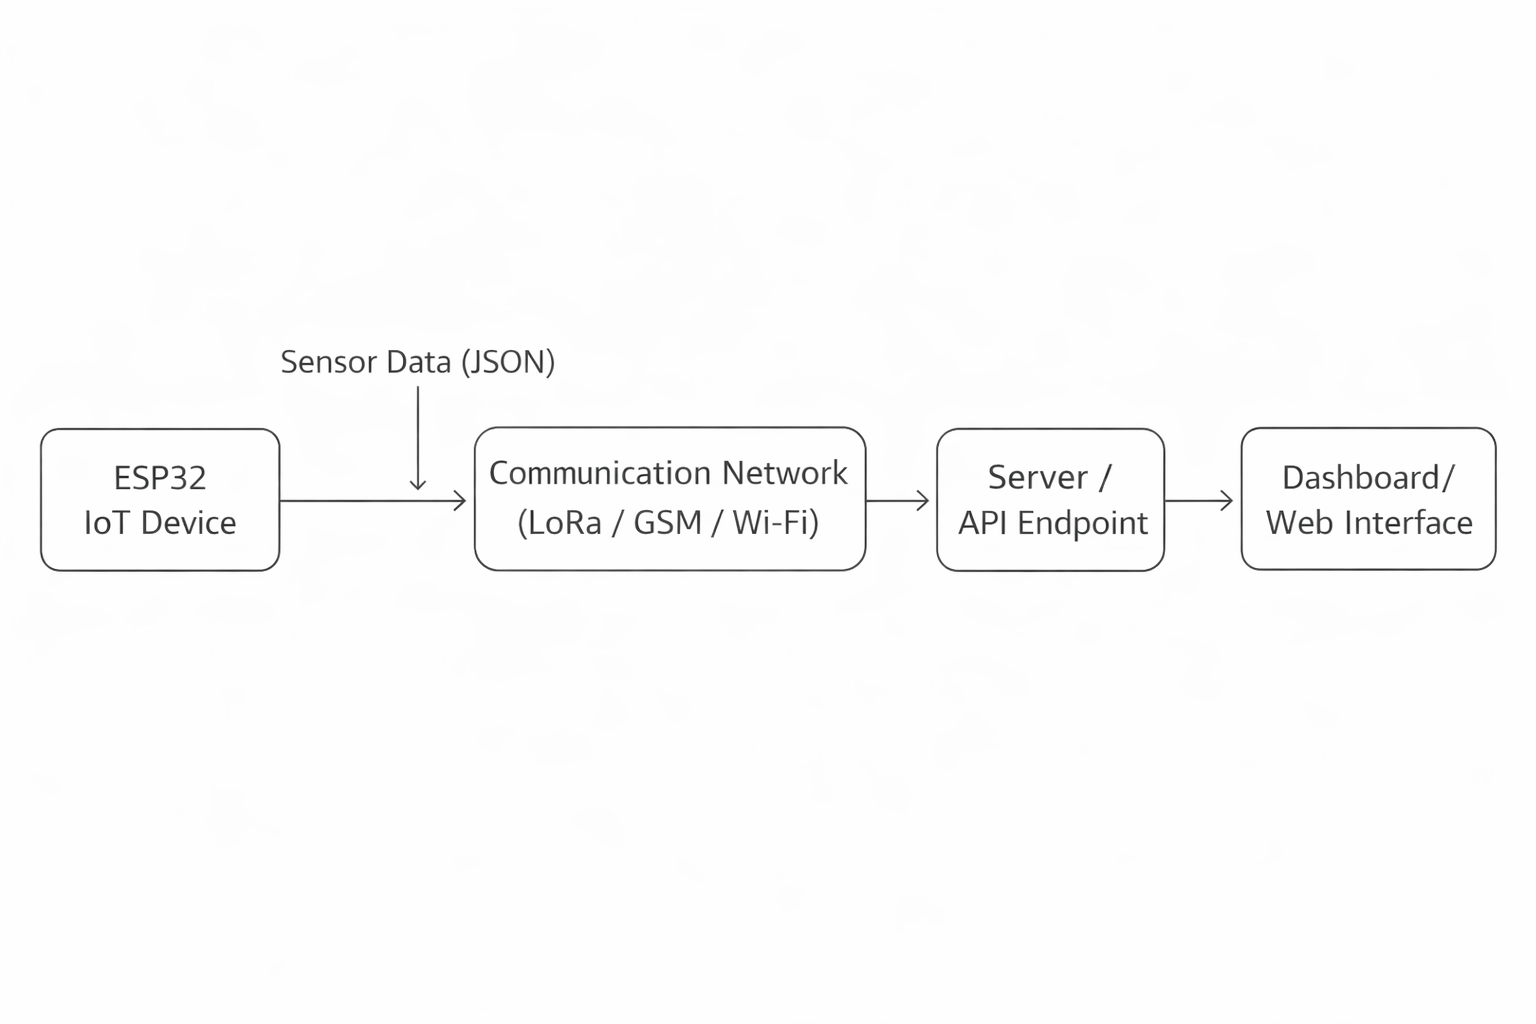 Sensor Data (JSON)
ESP32
IoT Device
Communication Network
(LoRa / GSM / Wi-Fi)
Server /
API Endpoint
Dashboard/
Web Interface